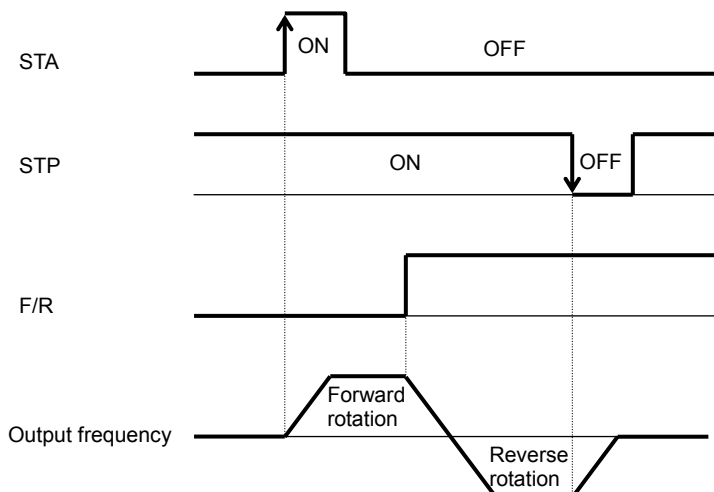 STA
ON
OFF
STP
ON
OFF
F/R
Output frequency
Forward
rotation
Reverse
rotation